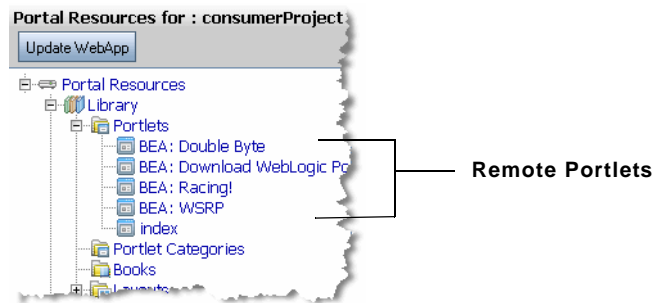 Portal Resources for : consumerProject
Update WebApp
Portal Resources
Library
Portlets
BEA: Double Byte
BEA: Download WebLogic Po
BEA: Racing!
BEA: WSRP
index
Portlet Categories
Books
Layouts
Remote Portlets